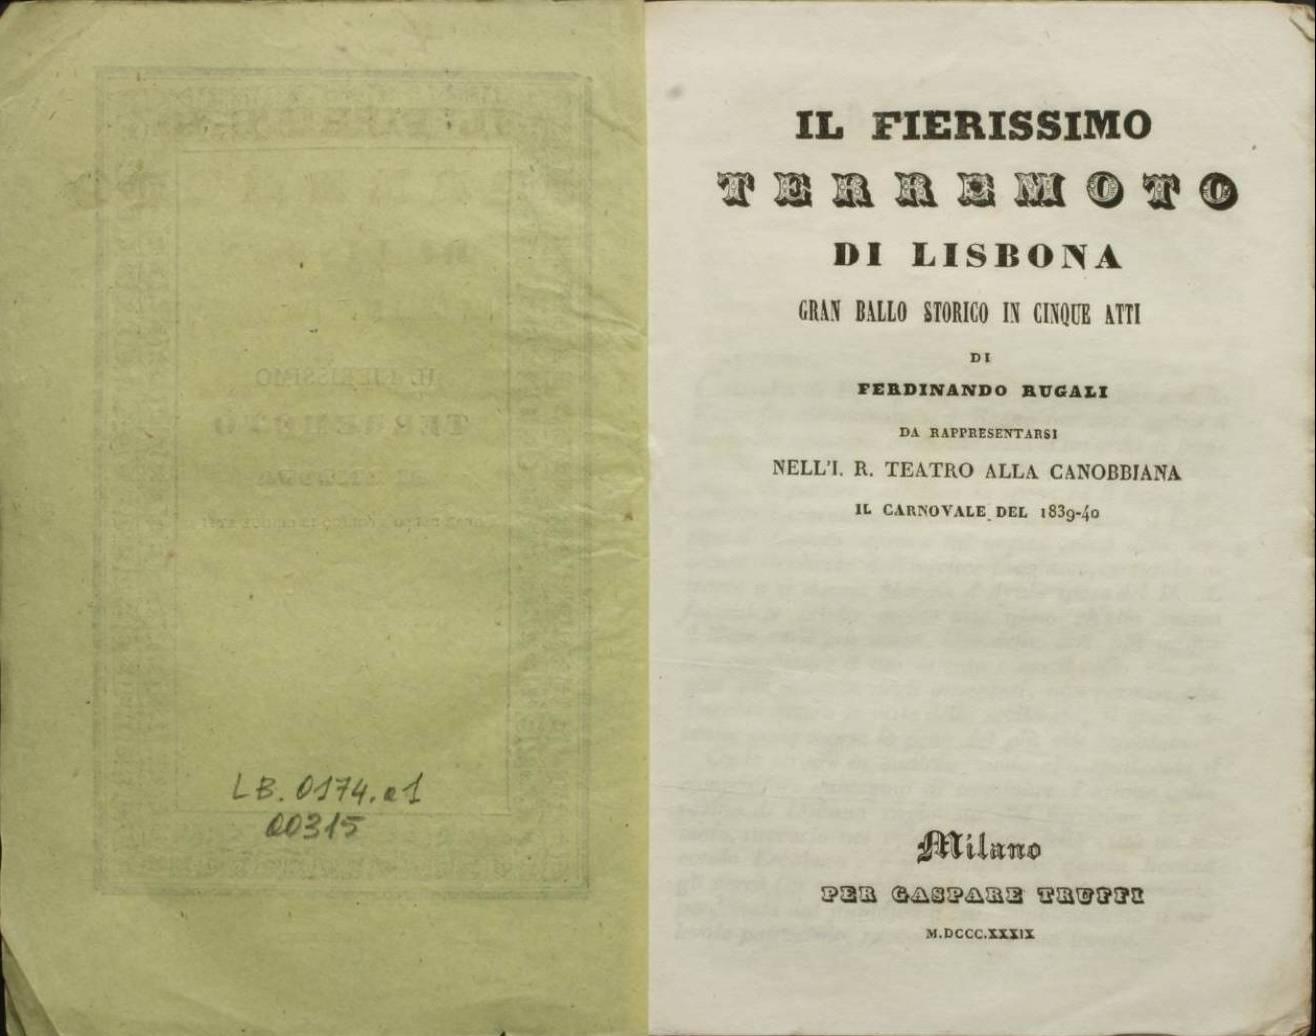 LB. 0174.a1
00315
IL FIERISSIMO
TERREMOTO
DI LISBONA
GRAN BALLO STORICO IN CINQUE ATTI
DI
FERDINANDO RUGALI
DA RAPPRESENTARSI
NELL'I. R. TEATRO ALLA CANOBBIANA
IL CARNOVALE DEL 1839-40
Milano
PER GASPARE TRUFFI
M.DCCC.XXXIX